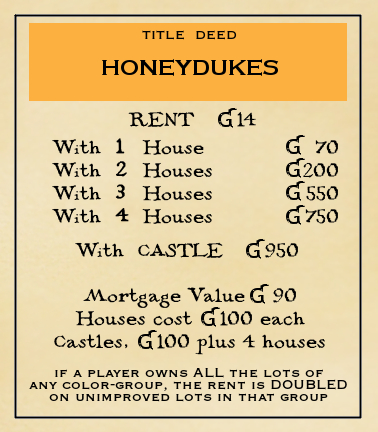 TITLE DEED
HONEYDUKES
RENT G14
With 1 House G 70
With 2 Houses G200
With 3 Houses G550
With 4 Houses G750
With CASTLE G950
Mortgage Value G 90
Houses cost G100 each
Castles, G100 plus 4 houses
IF A PLAYER OWNS ALL THE LOTS OF
ANY COLOR-GROUP, THE RENT IS DOUBLED
ON UNIMPROVED LOTS IN THAT GROUP